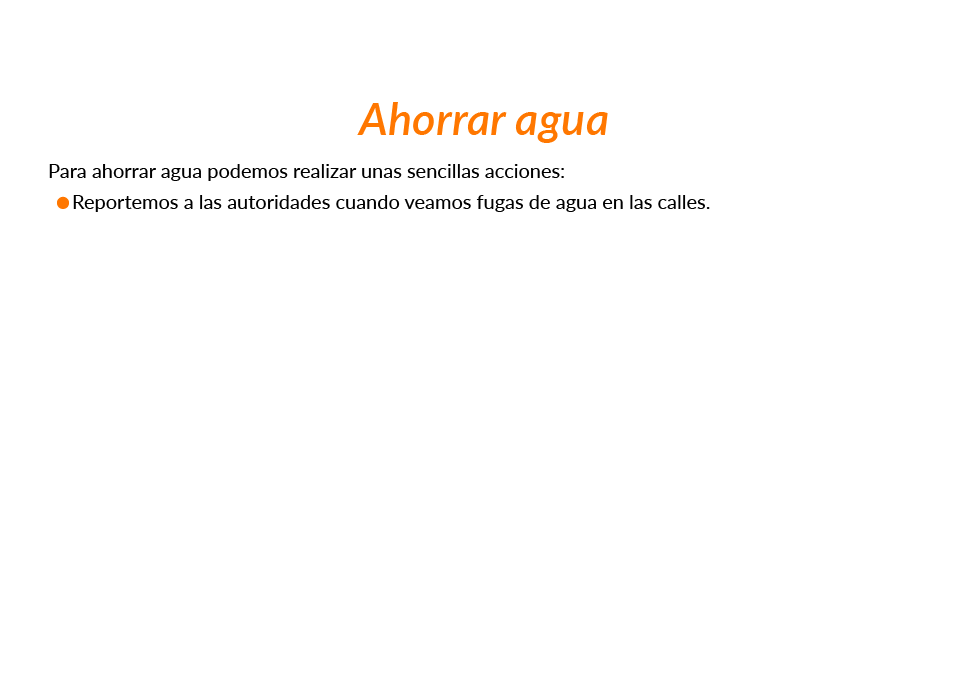 Ahorrar agua
Para ahorrar agua podemos realizar unas sencillas acciones:
Reportemos a las autoridades cuando veamos fugas de agua en las calles.